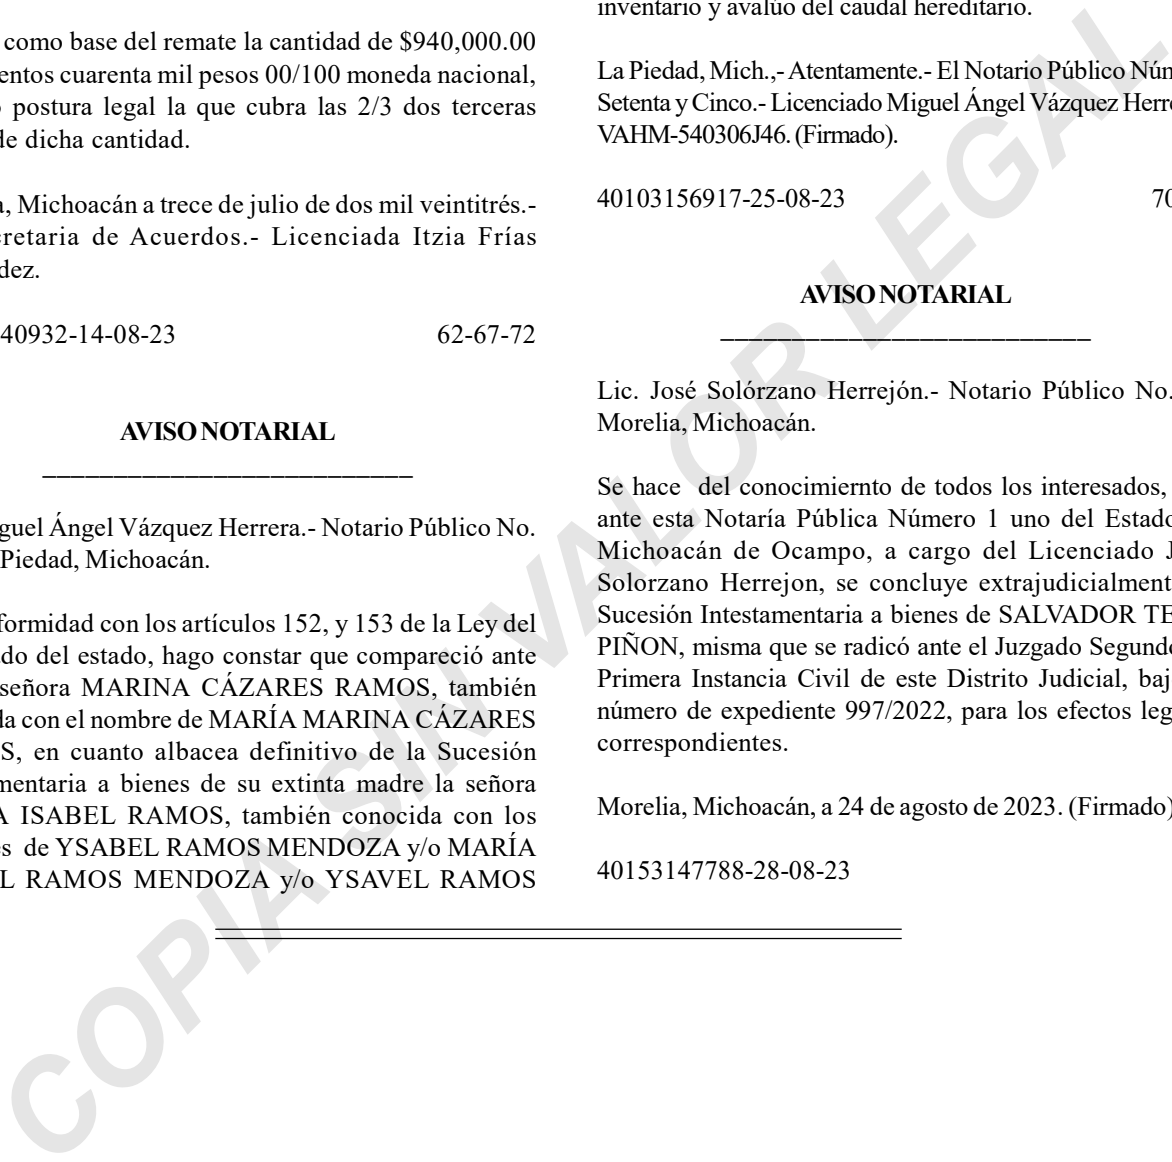 como base del remate la cantidad de $940,000.00
entos cuarenta mil pesos 00/100 moneda nacional,
postura legal la que cubra las 2/3 dos terceras
de dicha cantidad.
a, Michoacán a trece de julio de dos mil veintitrés.-
cretaria de Acuerdos.- Licenciada Itzia Frías
dez.
40932-14-08-23 62-67-72
AVISO NOTARIAL
__________________________
guel Ángel Vázquez Herrera.- Notario Público No.
Piedad, Michoacán.
formidad con los artículos 152, y 153 de la Ley del
ado del estado, hago constar que compareció ante
señora MARINA CÁZARES RAMOS, también
da con el nombre de MARÍA MARINA CÁZARES
S, en cuanto albacea definitivo de la Sucesión
mentaria a bienes de su extinta madre la señora
A ISABEL RAMOS, también conocida con los
es de YSABEL RAMOS MENDOZA y/o MARÍA
L RAMOS MENDOZA y/o YSAVEL RAMOS
inventario y avalúo del caudal hereditario.
La Piedad, Mich.,- Atentamente.- El Notario Público Núm
Setenta y Cinco.- Licenciado Miguel Ángel Vázquez Herre
VAHM-540306J46. (Firmado).
40103156917-25-08-23 70
AVISO NOTARIAL
__________________________
Lic. José Solórzano Herrejón.- Notario Público No.
Morelia, Michoacán.
Se hace del conocimiernto de todos los interesados,
ante esta Notaría Pública Número 1 uno del Estado
Michoacán de Ocampo, a cargo del Licenciado J
Solorzano Herrejon, se concluye extrajudicialment
Sucesión Intestamentaria a bienes de SALVADOR TE
PIÑON, misma que se radicó ante el Juzgado Segundo
Primera Instancia Civil de este Distrito Judicial, baj
número de expediente 997/2022, para los efectos leg
correspondientes.
Morelia, Michoacán, a 24 de agosto de 2023. (Firmado)
40153147788-28-08-23
COPIA SIN VALOR LEGAL